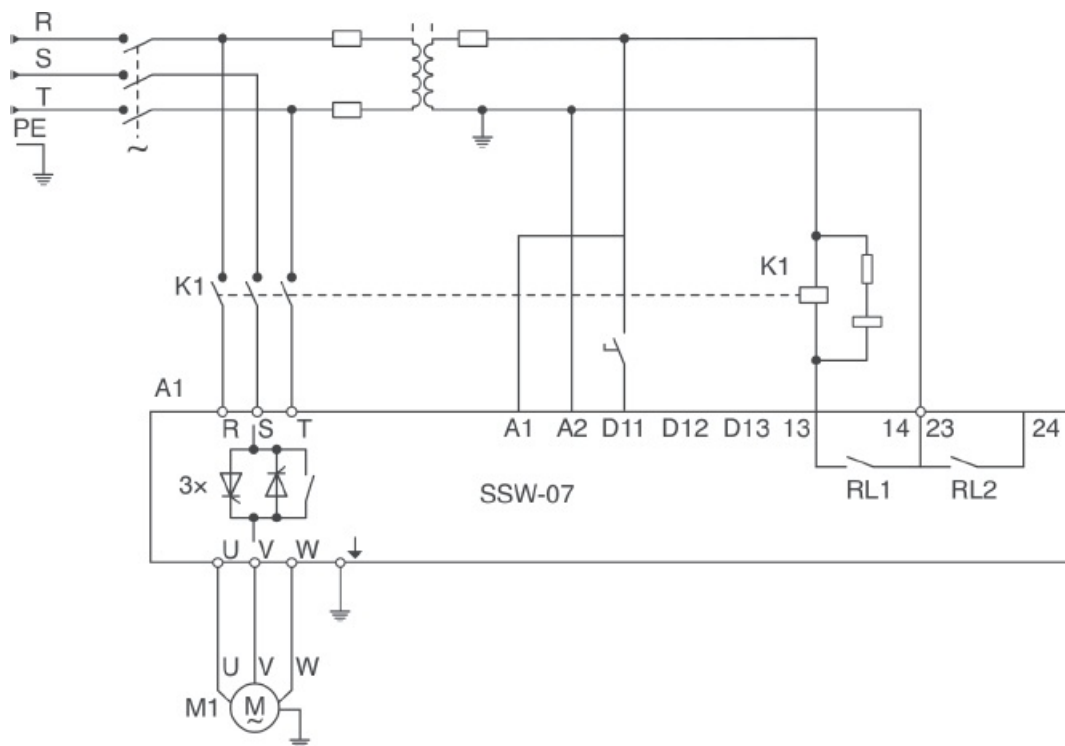 R
S
T
PE
~
K1
K1
A1
R S T A1 A2 D11 D12 D13 13 14 23 24
3× SSW-07 RL1 RL2
U V W
U V W
M1 M
~